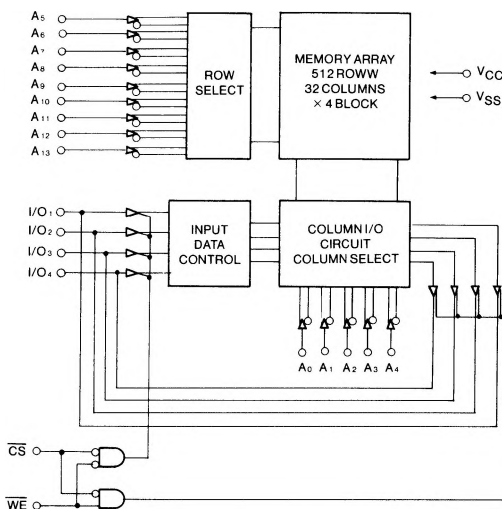 A5
A6
A7
A8
A9
A10
A11
A12
A13
ROW
SELECT
MEMORY ARRAY
512 ROWW
32 COLUMNS
× 4 BLOCK
VCC
VSS
I/O1
I/O2
I/O3
I/O4
INPUT
DATA
CONTROL
COLUMN I/O
CIRCUIT
COLUMN SELECT
A0 A1 A2 A3 A4
CS
WE